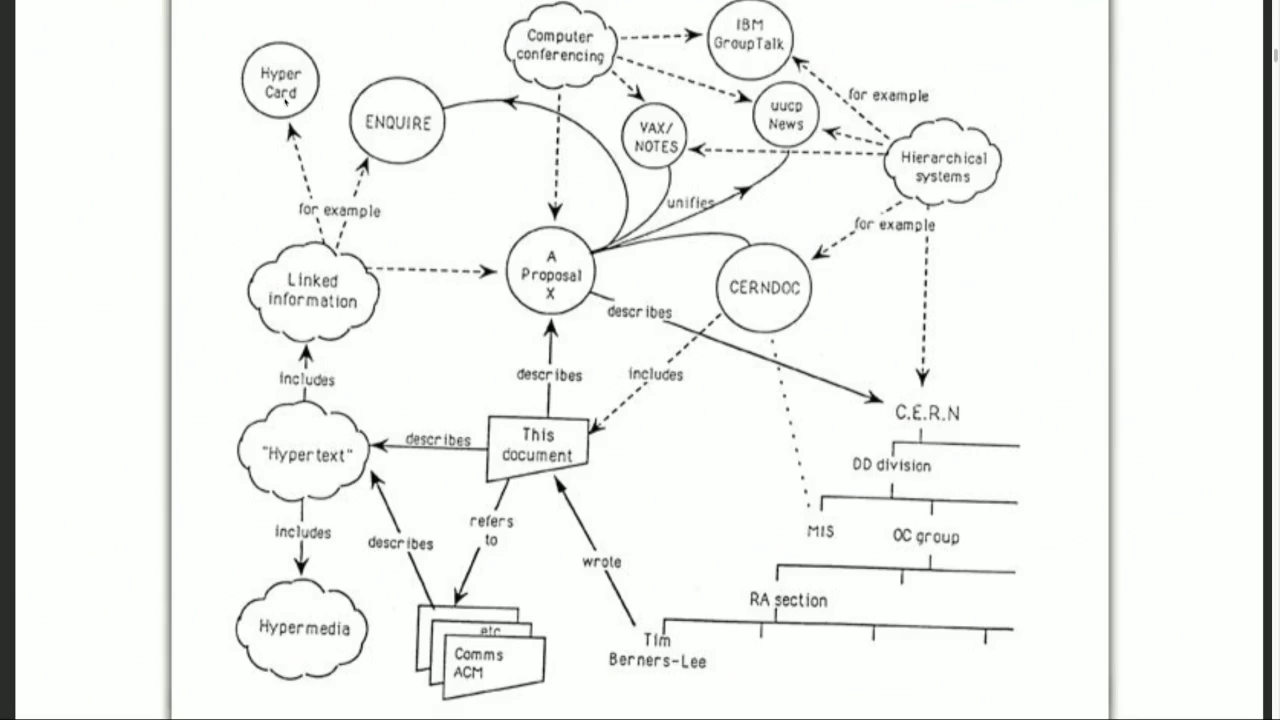 IBM
GroupTalk
Computer
conferencing
Hyper
Card
ENQUIRE
VAX/
NOTES
uucp
News
for example
Hierarchical
systems
for example
unifies
for example
A
Proposal
X
CERNDOC
Linked
information
describes
includes
describes
includes
C.E.R.N
This
document
describes
"Hypertext"
DD division
refers
to
includes
describes
wrote
MIS
OC group
RA section
Hypermedia
etc
Tim
Berners-Lee
Comms
ACM